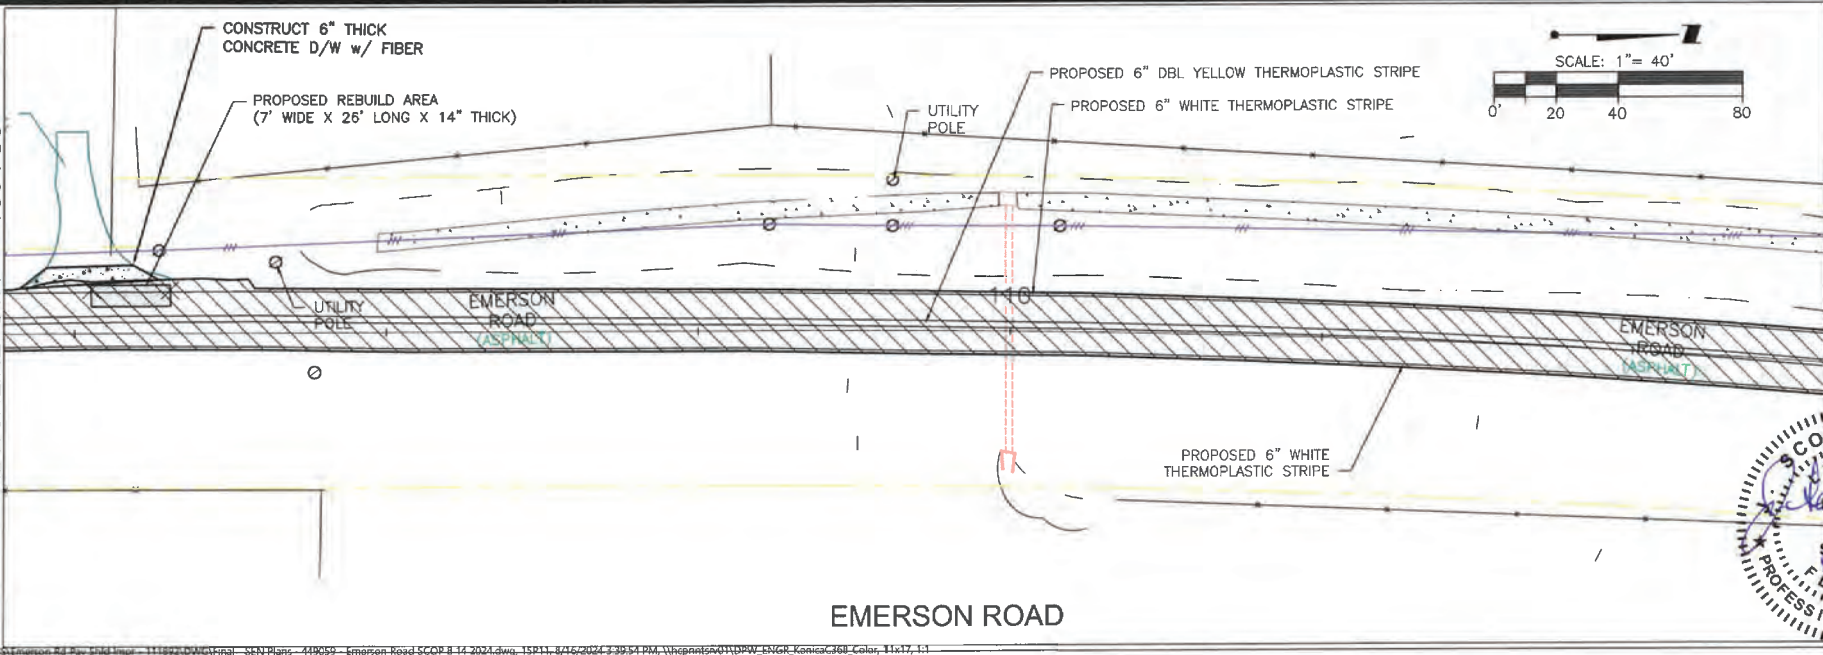 CONSTRUCT 6" THICK
CONCRETE D/W w/ FIBER
PROPOSED REBUILD AREA
(7' WIDE X 26' LONG X 14" THICK)
UTILITY
POLE
PROPOSED 6" DBL YELLOW THERMOPLASTIC STRIPE
PROPOSED 6" WHITE THERMOPLASTIC STRIPE
SCALE: 1"= 40'
0' 20 40 80
UTILITY
POLE
EMERSON
ROAD
(ASPHALT)
110
EMERSON
ROAD
(ASPHALT)
PROPOSED 6" WHITE
THERMOPLASTIC STRIPE
SCO
PROFESS
EMERSON ROAD